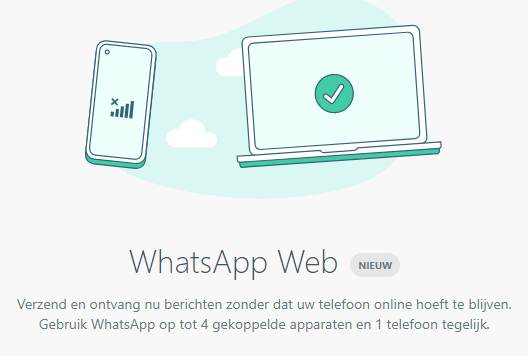 WhatsApp Web NIEUW
Verzend en ontvang nu berichten zonder dat uw telefoon online hoeft te blijven.
Gebruik WhatsApp op tot 4 gekoppelde apparaten en 1 telefoon tegelijk.